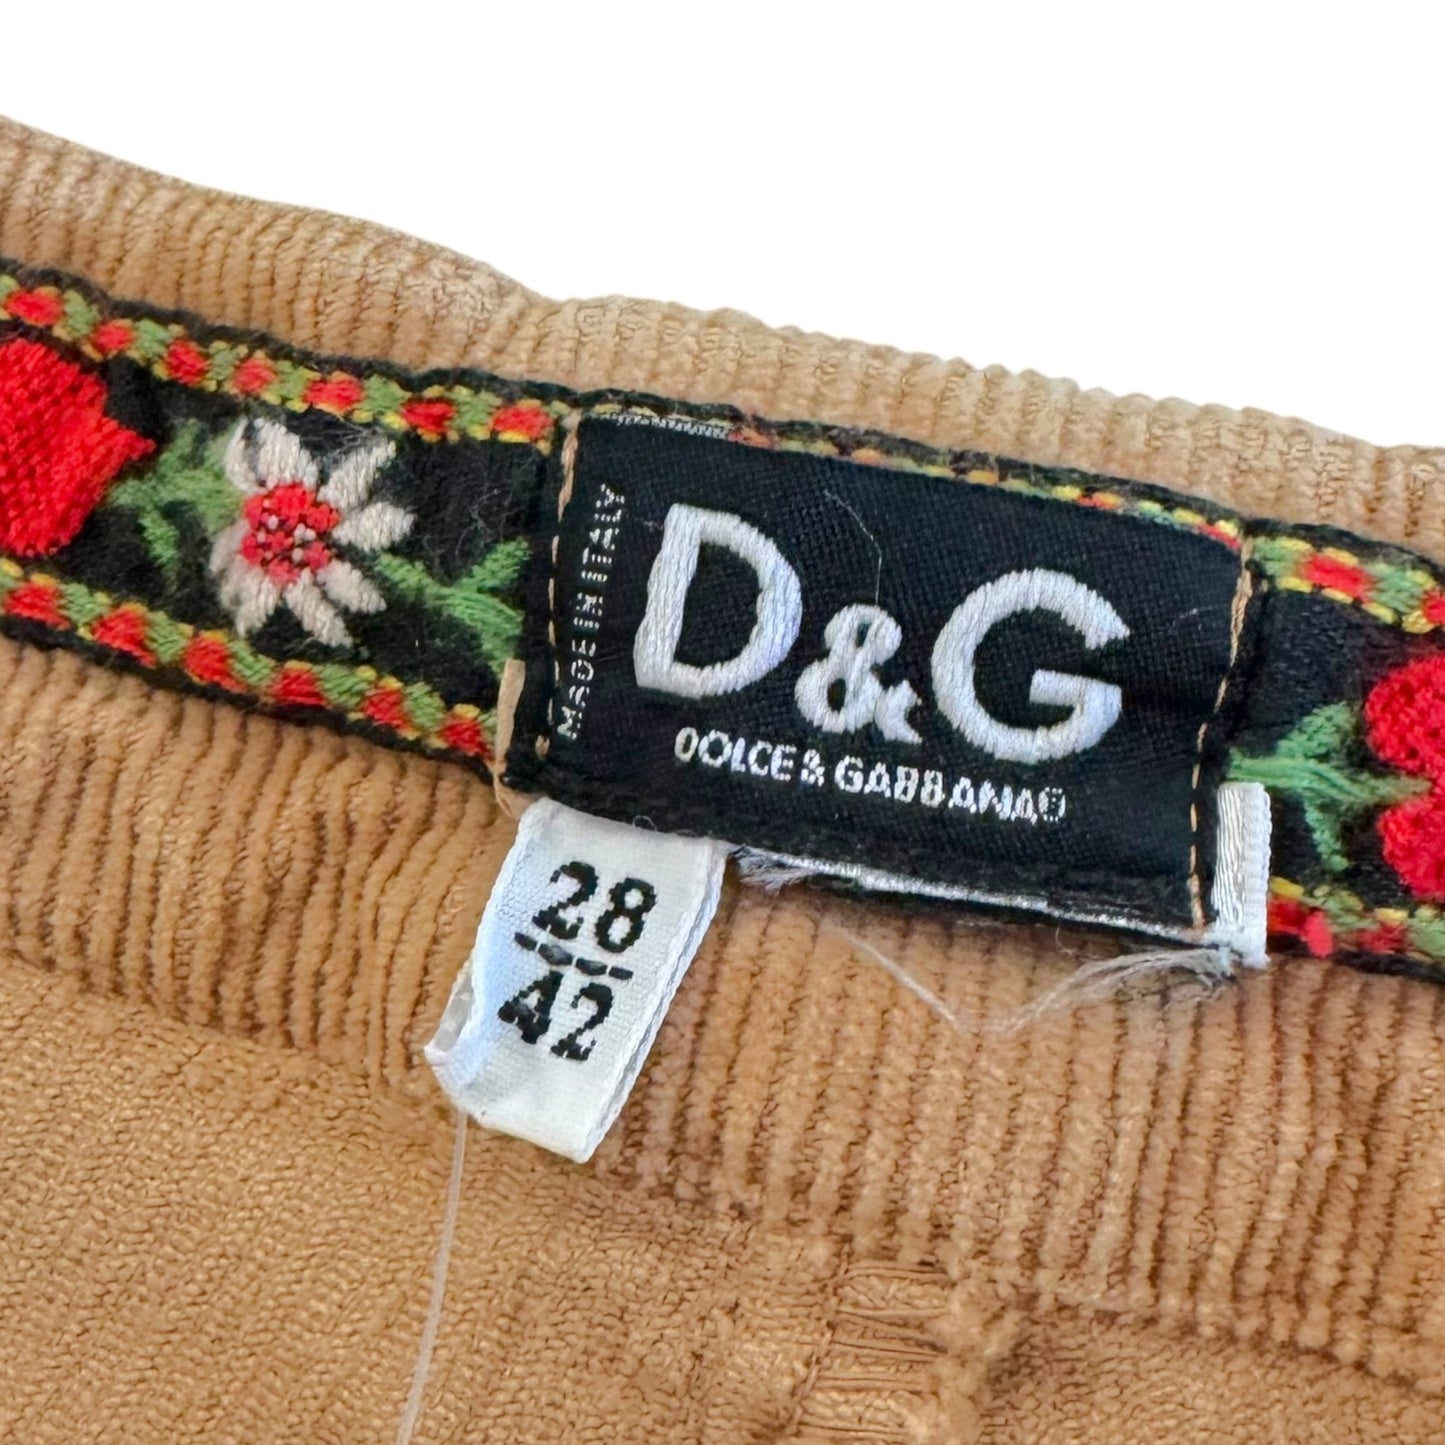 MADE IN ITALY
D&G
DOLCE & GABBANA®
28
42